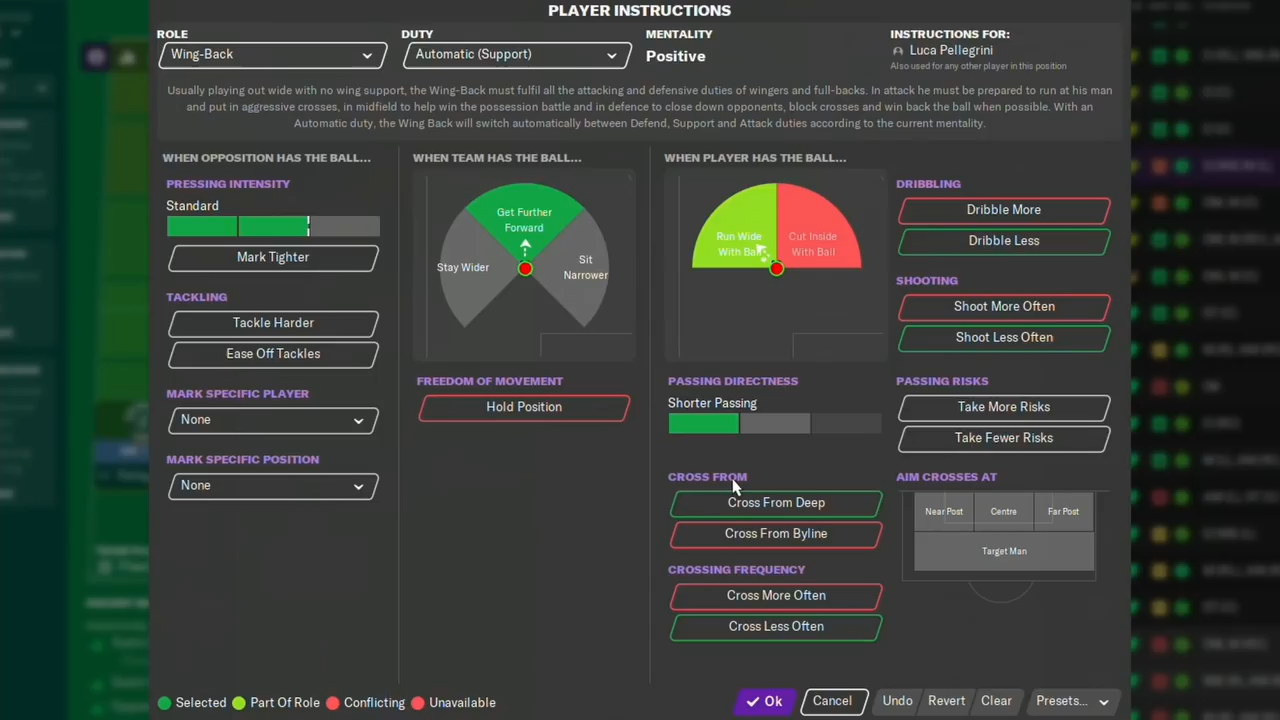 PLAYER INSTRUCTIONS
ROLE
Wing-Back
DUTY
Automatic (Support)
MENTALITY
Positive
INSTRUCTIONS FOR:
Luca Pellegrini
Also used for any other player in this position
Usually playing out wide with no wing support, the Wing-Back must fulfil all the attacking and defensive duties of wingers and full-backs. In attack he must be prepared to run at his man
and put in aggressive crosses, in midfield to help win the possession battle and in defence to close down opponents, block crosses and win back the ball when possible. With an
Automatic duty, the Wing Back will switch automatically between Defend, Support and Attack duties according to the current mentality.
WHEN OPPOSITION HAS THE BALL...
PRESSING INTENSITY
Standard
Mark Tighter
TACKLING
Tackle Harder
Ease Off Tackles
MARK SPECIFIC PLAYER
None
MARK SPECIFIC POSITION
None
WHEN TEAM HAS THE BALL...
Get Further
Forward
Stay Wider
Sit
Narrower
FREEDOM OF MOVEMENT
Hold Position
WHEN PLAYER HAS THE BALL...
Run Wide
With Ball
Cut Inside
With Ball
PASSING DIRECTNESS
Shorter Passing
CROSS FROM
Cross From Deep
Cross From Byline
CROSSING FREQUENCY
Cross More Often
Cross Less Often
DRIBBLING
Dribble More
Dribble Less
SHOOTING
Shoot More Often
Shoot Less Often
PASSING RISKS
Take More Risks
Take Fewer Risks
AIM CROSSES AT
Near Post
Centre
Far Post
Target Man
Selected
Part Of Role
Conflicting
Unavailable
Ok
Cancel
Undo
Revert
Clear
Presets...